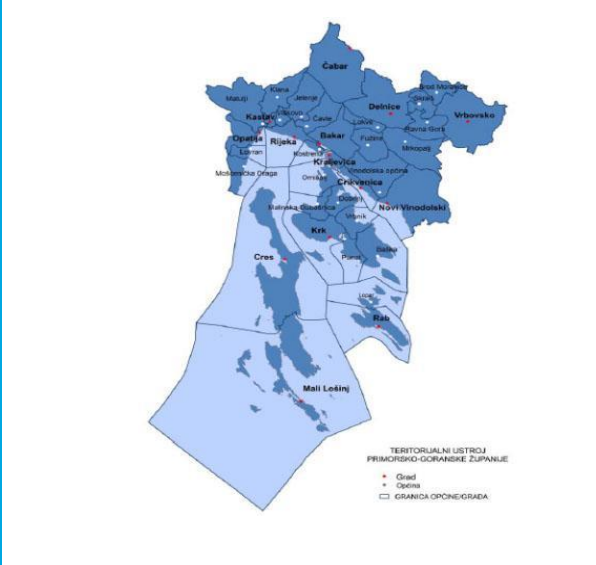 Čabar
Brod Moravice
Klana
Skrad
Matulji
Jelenje
Delnice
Vrbovsko
Kastav
Viškovo
Čavle
Lokve
Ravna Gora
Opatija
Rijeka
Bakar
Fužine
Mrkopalj
Lovran
Kostrena
Kraljevica
Mošćenička Draga
Omišalj
Vinodolska općina
Crikvenica
Dobrinj
Malinska-Dubašnica
Novi Vinodolski
Vrbnik
Krk
Baška
Cres
Punat
Lopar
Rab
Mali Lošinj
TERITORIJALNI USTROJ
PRIMORSKO-GORANSKE ŽUPANIJE
Grad
Općina
GRANICA OPĆINE/GRADA